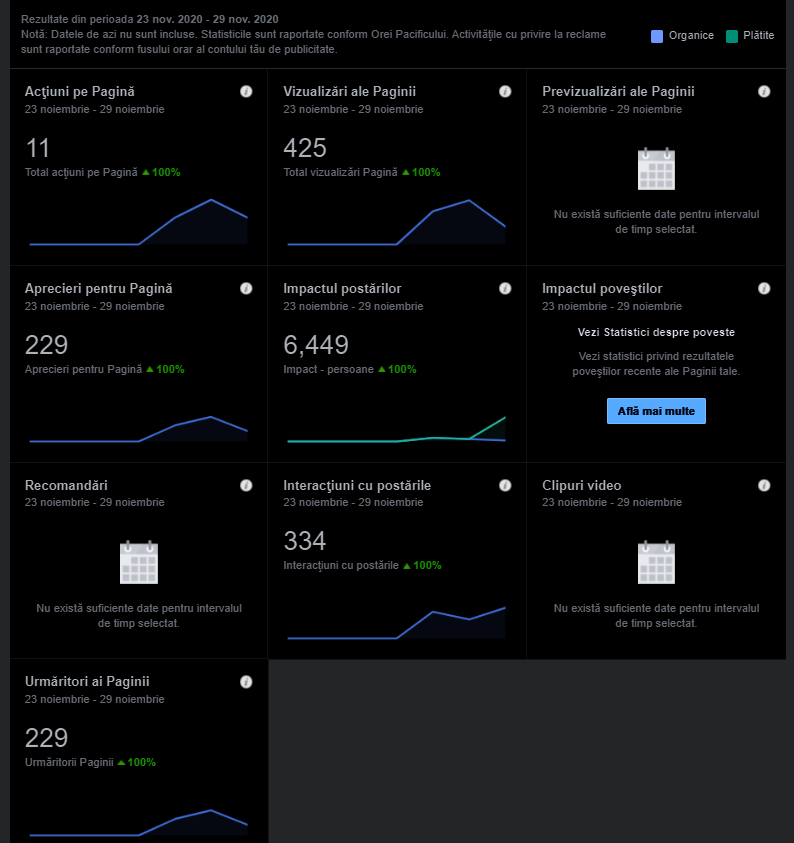 Rezultate din perioada 23 nov. 2020 - 29 nov. 2020
Notă: Datele de azi nu sunt incluse. Statisticile sunt raportate conform Orei Pacificului. Activităţile cu privire la reclame
sunt raportate conform fusului orar al contului tău de publicitate.
Organice
Plătite
Acţiuni pe Pagină
23 noiembrie - 29 noiembrie
11
Total acţiuni pe Pagină 100%
Vizualizări ale Paginii
23 noiembrie - 29 noiembrie
425
Total vizualizări Pagină 100%
Previzualizări ale Paginii
23 noiembrie - 29 noiembrie
Nu există suficiente date pentru intervalul
de timp selectat.
Aprecieri pentru Pagină
23 noiembrie - 29 noiembrie
229
Aprecieri pentru Pagină 100%
Impactul postărilor
23 noiembrie - 29 noiembrie
6,449
Impact - persoane 100%
Impactul poveştilor
23 noiembrie - 29 noiembrie
Vezi Statistici despre poveste
Vezi statistici privind rezultatele
poveştilor recente ale Paginii tale.
Află mai multe
Recomandări
23 noiembrie - 29 noiembrie
Nu există suficiente date pentru intervalul
de timp selectat.
Interacţiuni cu postările
23 noiembrie - 29 noiembrie
334
Interacţiuni cu postările 100%
Clipuri video
23 noiembrie - 29 noiembrie
Nu există suficiente date pentru intervalul
de timp selectat.
Urmăritori ai Paginii
23 noiembrie - 29 noiembrie
229
Urmăritorii Paginii 100%